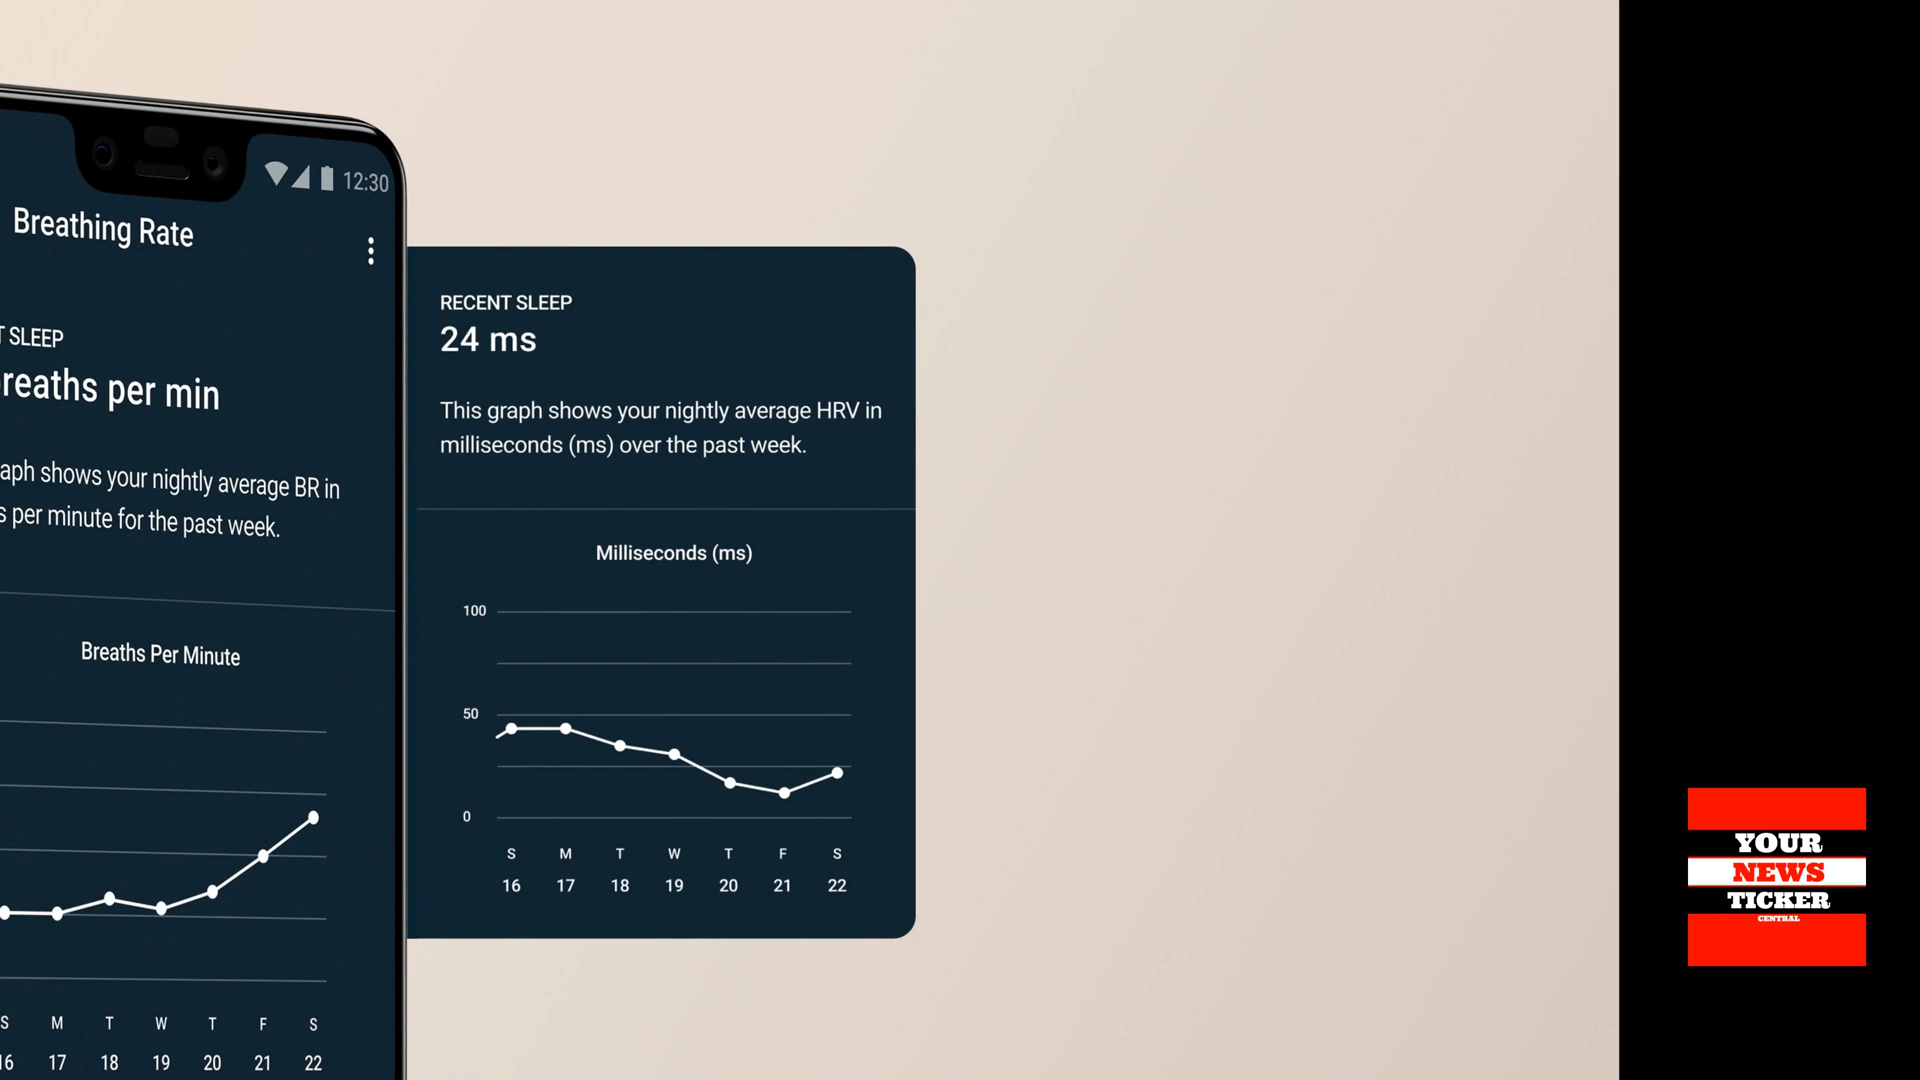 12:30
Breathing Rate
SLEEP
breaths per min
shows your nightly average BR in
per minute for the past week.
Breaths Per Minute
S M T W T F S
16 17 18 19 20 21 22
RECENT SLEEP
24 ms
This graph shows your nightly average HRV in
milliseconds (ms) over the past week.
Milliseconds (ms)
100
50
0
S M T W T F S
16 17 18 19 20 21 22
YOUR
NEWS
TICKER
CENTRAL